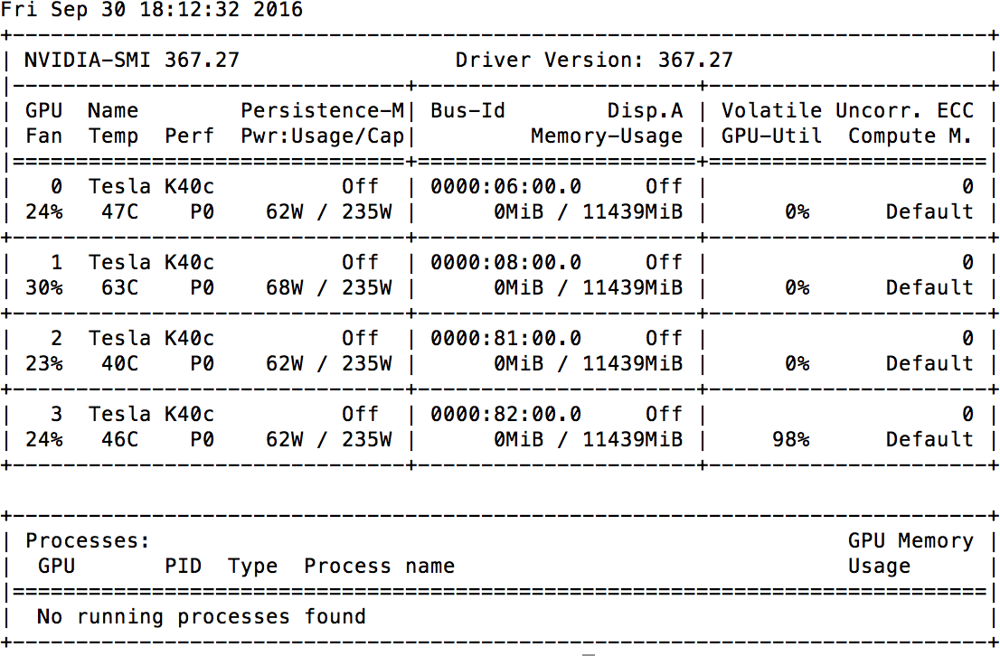 Fri Sep 30 18:12:32 2016
+-----------------------------------------------------------------------------+
| NVIDIA-SMI 367.27                 Driver Version: 367.27                    |
|-------------------------------+----------------------+----------------------+
| GPU  Name        Persistence-M| Bus-Id        Disp.A | Volatile Uncorr. ECC |
| Fan  Temp  Perf  Pwr:Usage/Cap|         Memory-Usage | GPU-Util  Compute M. |
|===============================+======================+======================|
|   0  Tesla K40c          Off  | 0000:06:00.0     Off |                    0 |
| 24%   47C    P0    62W / 235W |      0MiB / 11439MiB |      0%      Default |
+-------------------------------+----------------------+----------------------+
|   1  Tesla K40c          Off  | 0000:08:00.0     Off |                    0 |
| 30%   63C    P0    68W / 235W |      0MiB / 11439MiB |      0%      Default |
+-------------------------------+----------------------+----------------------+
|   2  Tesla K40c          Off  | 0000:81:00.0     Off |                    0 |
| 23%   40C    P0    62W / 235W |      0MiB / 11439MiB |      0%      Default |
+-------------------------------+----------------------+----------------------+
|   3  Tesla K40c          Off  | 0000:82:00.0     Off |                    0 |
| 24%   46C    P0    62W / 235W |      0MiB / 11439MiB |     98%      Default |
+-------------------------------+----------------------+----------------------+

+-----------------------------------------------------------------------------+
| Processes:                                                       GPU Memory |
|  GPU       PID  Type  Process name                               Usage      |
|=============================================================================|
|  No running processes found                                                 |
+-----------------------------------------------------------------------------+